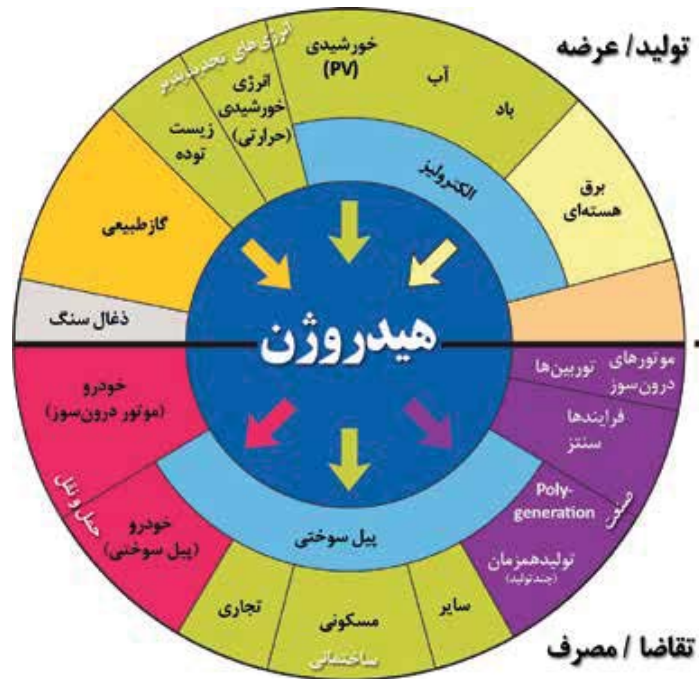 تولید/ عرضه
انرژی‌های تجدیدپذیر
خورشیدی
(PV)
آب
باد
انرژی
خورشیدی
(حرارتی)
زیست
توده
الکترولیز
برق
هسته‌ای
گازطبیعی
ذغال سنگ
هیدروژن
موتورهای
درون‌سوز
توربین‌ها
خودرو
(موتور درون‌سوز)
فرایندها
سنتز
صنعت
Poly-
generation
تولیدهمزمان
(چندتولید)
حمل و نقل
خودرو
(پیل سوختی)
پیل سوختی
تجاری
مسکونی
سایر
ساختمانی
تقاضا / مصرف